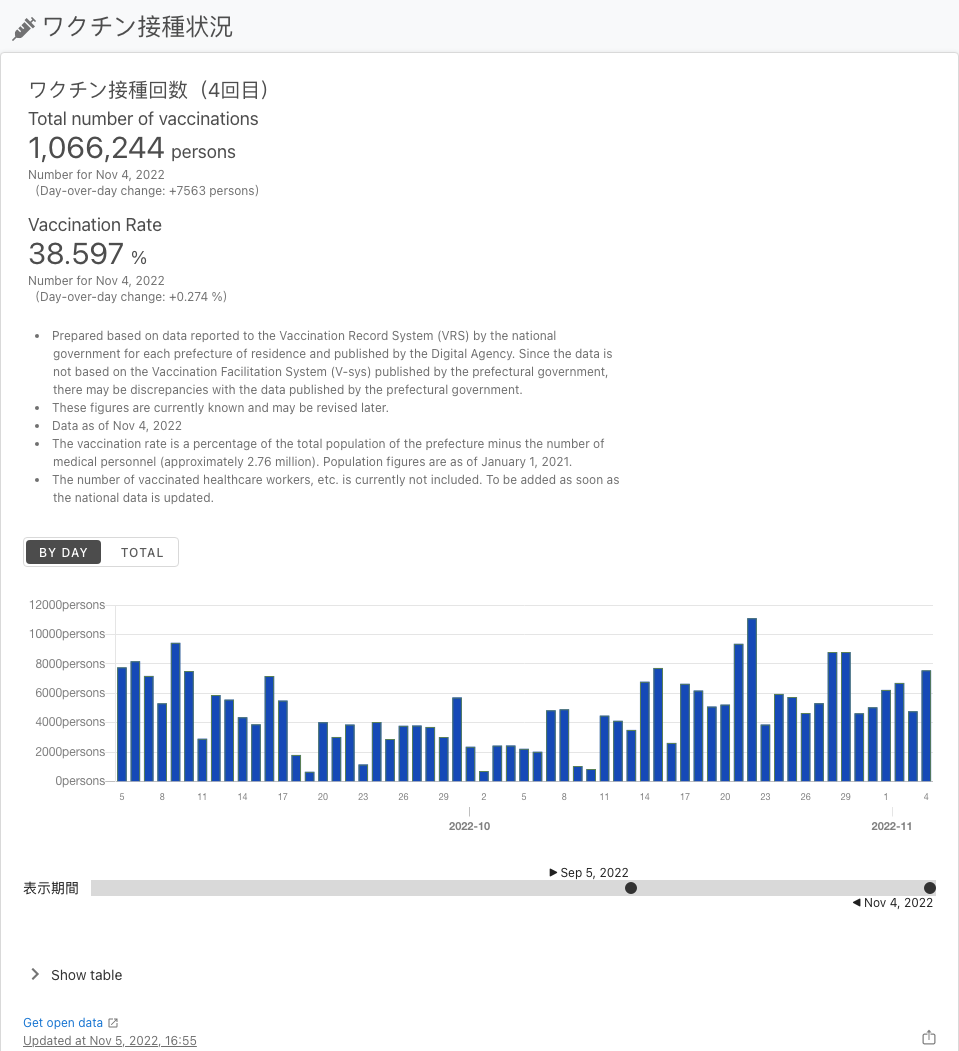 ワクチン接種状況
ワクチン接種回数（4回目）
Total number of vaccinations
1,066,244 persons
Number for Nov 4, 2022
(Day-over-day change: +7563 persons)
Vaccination Rate
38.597 %
Number for Nov 4, 2022
(Day-over-day change: +0.274 %)
• Prepared based on data reported to the Vaccination Record System (VRS) by the national
government for each prefecture of residence and published by the Digital Agency. Since the data is
not based on the Vaccination Facilitation System (V-sys) published by the prefectural government,
there may be discrepancies with the data published by the prefectural government.
• These figures are currently known and may be revised later.
• Data as of Nov 4, 2022
• The vaccination rate is a percentage of the total population of the prefecture minus the number of
medical personnel (approximately 2.76 million). Population figures are as of January 1, 2021.
• The number of vaccinated healthcare workers, etc. is currently not included. To be added as soon as
the national data is updated.
BY DAY TOTAL
12000persons
10000persons
8000persons
6000persons
4000persons
2000persons
0persons
5 8 11 14 17 20 23 26 29 2 5 8 11 14 17 20 23 26 29 1 4
2022-10 2022-11
Sep 5, 2022
表示期間
Nov 4, 2022
Show table
Get open data
Updated at Nov 5, 2022, 16:55